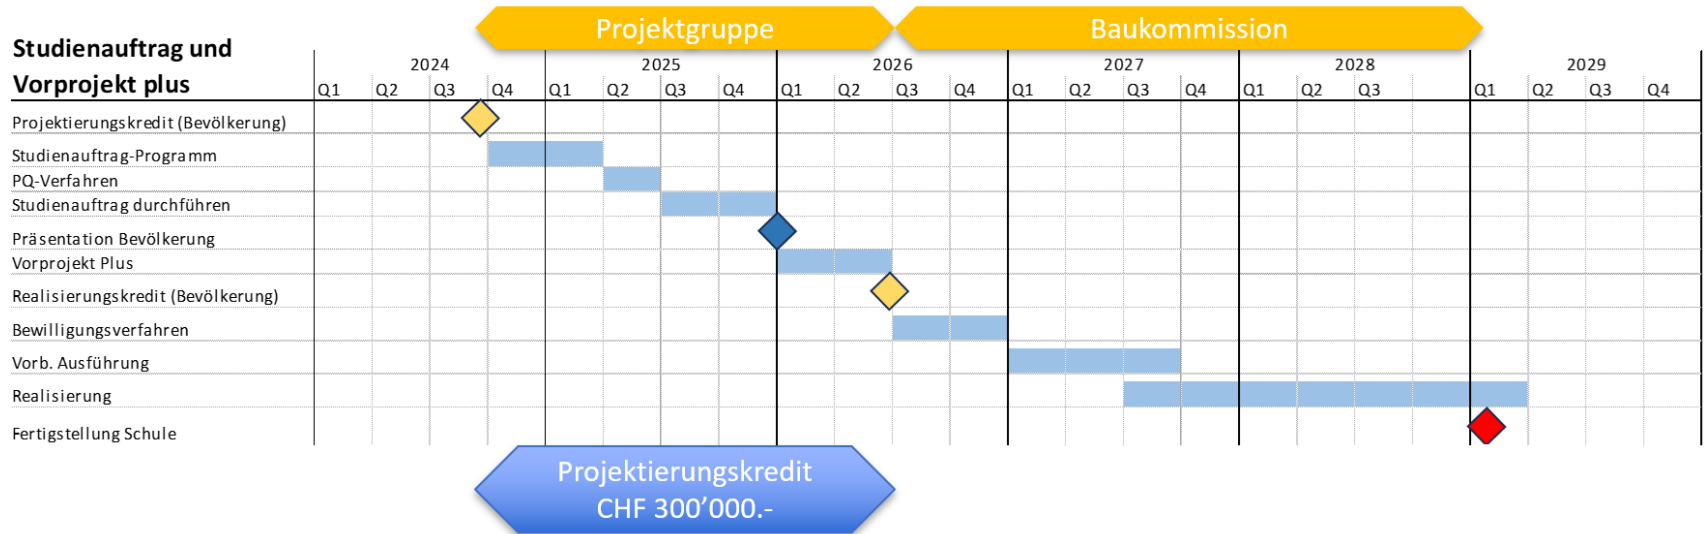 Projektgruppe
Baukommission
Studienauftrag und
Vorprojekt plus
2024
2025
2026
2027
2028
2029
Q1 Q2 Q3 Q4 Q1 Q2 Q3 Q4 Q1 Q2 Q3 Q4 Q1 Q2 Q3 Q4 Q1 Q2 Q3 Q1 Q2 Q3 Q4
Projektierungskredit (Bevölkerung)
Studienauftrag-Programm
PQ-Verfahren
Studienauftrag durchführen
Präsentation Bevölkerung
Vorprojekt Plus
Realisierungskredit (Bevölkerung)
Bewilligungsverfahren
Vorb. Ausführung
Realisierung
Fertigstellung Schule
Projektierungskredit
CHF 300’000.-